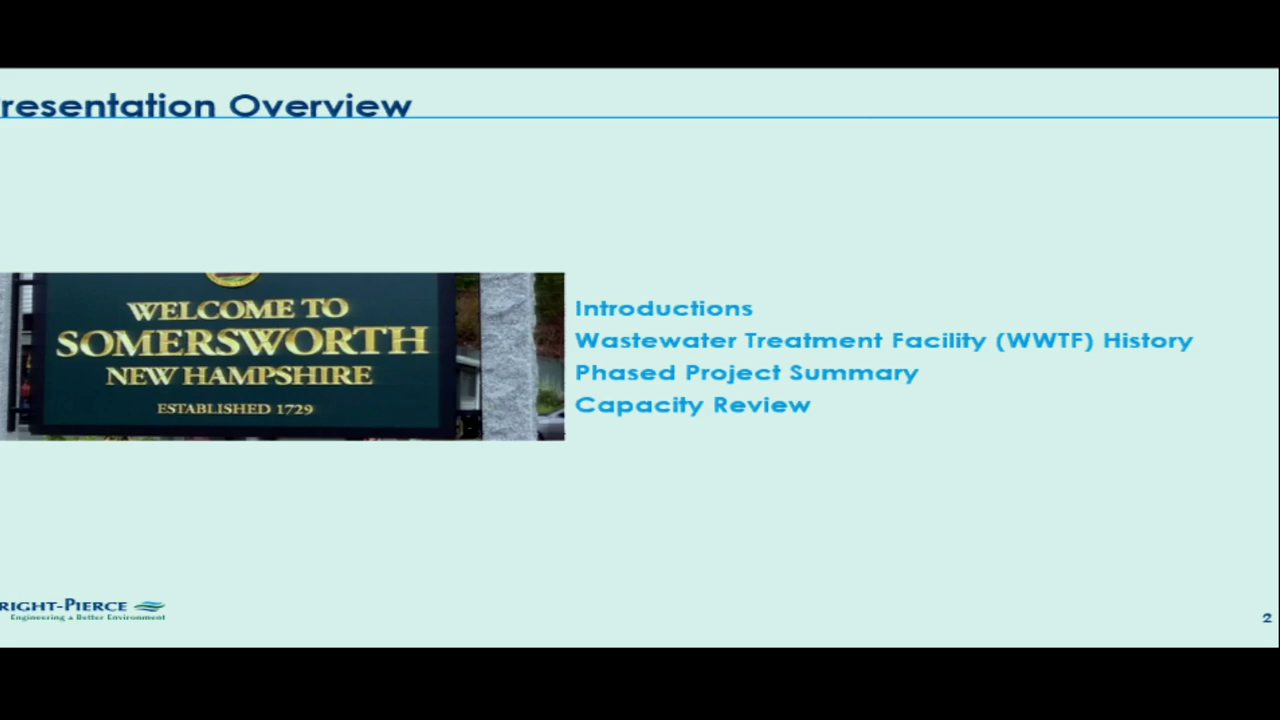 resentation Overview
WELCOME TO
SOMERSWORTH
NEW HAMPSHIRE
ESTABLISHED 1729
Introductions
Wastewater Treatment Facility (WWTF) History
Phased Project Summary
Capacity Review
RIGHT-PIERCE
Engineering a Better Environment
2